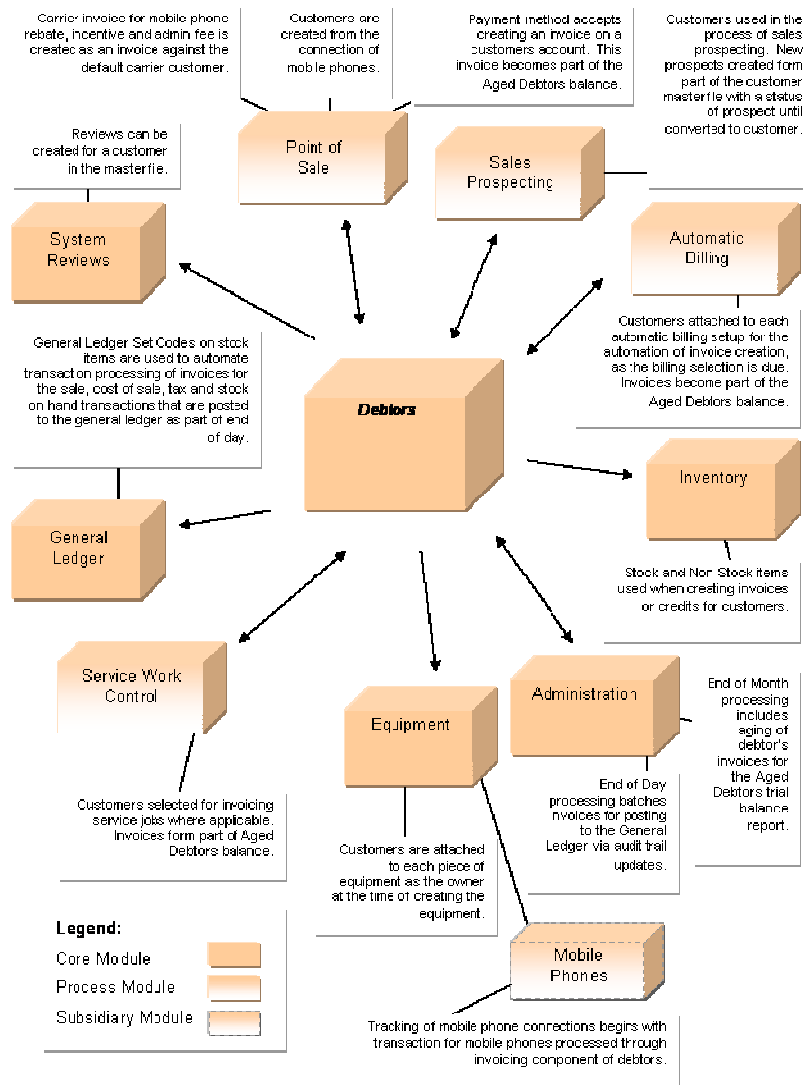 Carrier invoice for mobile phone
rebate, incentive and admin fee is
created as an invoice against the
default carrier customer.
Customers are
created from the
connection of
mobile phones.
Payment method accepts
creating an invoice on a
customers account. This
invoice becomes part of the
Aged Debtors balance.
Customers used in the
process of sales
prospecting. New
prospects created form
part of the customer
masterfile with a status
of prospect until
converted to customer.
Reviews can be
created for a customer
in the masterfile.
Point of
Sale
Sales
Prospecting
System
Reviews
Automatic
Billing
General Ledger Set Codes on stock
items are used to automate
transaction processing of invoices for
the sale, cost of sale, tax and stock
on hand transactions that are posted
to the general ledger as part of end
of day.
Customers attached to each
automatic billing setup for the
automation of invoice creation,
as the billing selection is due.
Invoices become part of the
Aged Debtors balance.
Debtors
Inventory
General
Ledger
Stock and Non Stock items
used when creating invoices
or credits for customers.
Service Work
Control
Equipment
Administration
End of Month
processing
includes
aging of
debtor's
invoices for
the Aged
Debtors trial
balance
report.
Customers selected for invoicing
service jobs where applicable.
Invoices form part of Aged
Debtors balance.
End of Day
processing batches
invoices for posting
to the General
Ledger via audit trail
updates.
Customers are attached
to each piece of
equipment as the owner
at the time of creating the
equipment.
Legend:
Core Module
Process Module
Subsidiary Module
Mobile
Phones
Tracking of mobile phone connections begins with
transaction for mobile phones processed through
invoicing component of debtors.